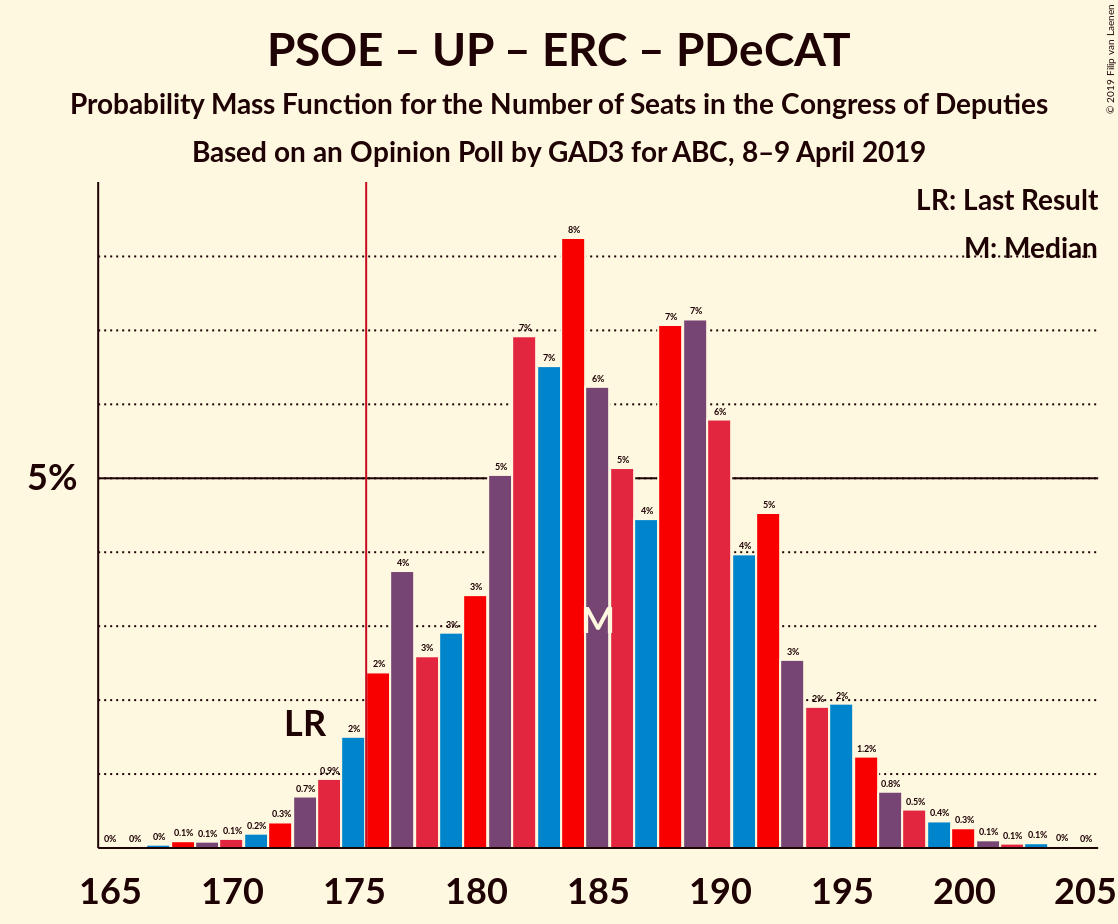 PSOE – UP – ERC – PDeCAT
Probability Mass Function for the Number of Seats in the Congress of Deputies
Based on an Opinion Poll by GAD3 for ABC, 8–9 April 2019
© 2019 Filip van Laenen
LR: Last Result
M: Median
5%
LR
M
0% 0% 0% 0.1% 0.1% 0.1% 0.2% 0.3% 0.7% 0.9% 2% 2% 4% 3% 3% 3% 5% 7% 7% 8% 6% 5% 4% 7% 7% 6% 4% 5% 3% 2% 2% 1.2% 0.8% 0.5% 0.4% 0.3% 0.1% 0.1% 0.1% 0% 0%
165 170 175 180 185 190 195 200 205